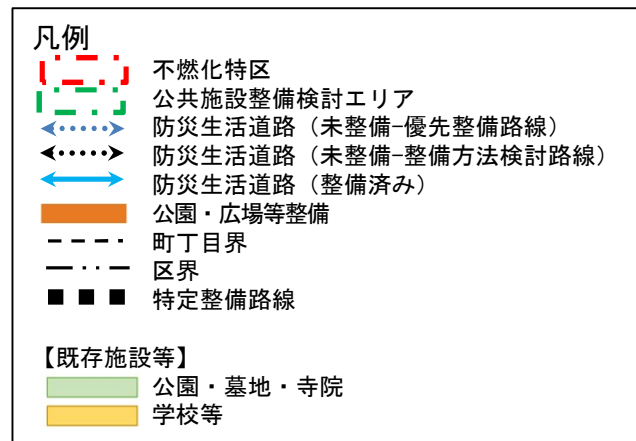 凡例
不燃化特区
公共施設整備検討エリア
防災生活道路（未整備-優先整備路線）
防災生活道路（未整備-整備方法検討路線）
防災生活道路（整備済み）
公園・広場等整備
町丁目界
区界
特定整備路線
【既存施設等】
公園・墓地・寺院
学校等